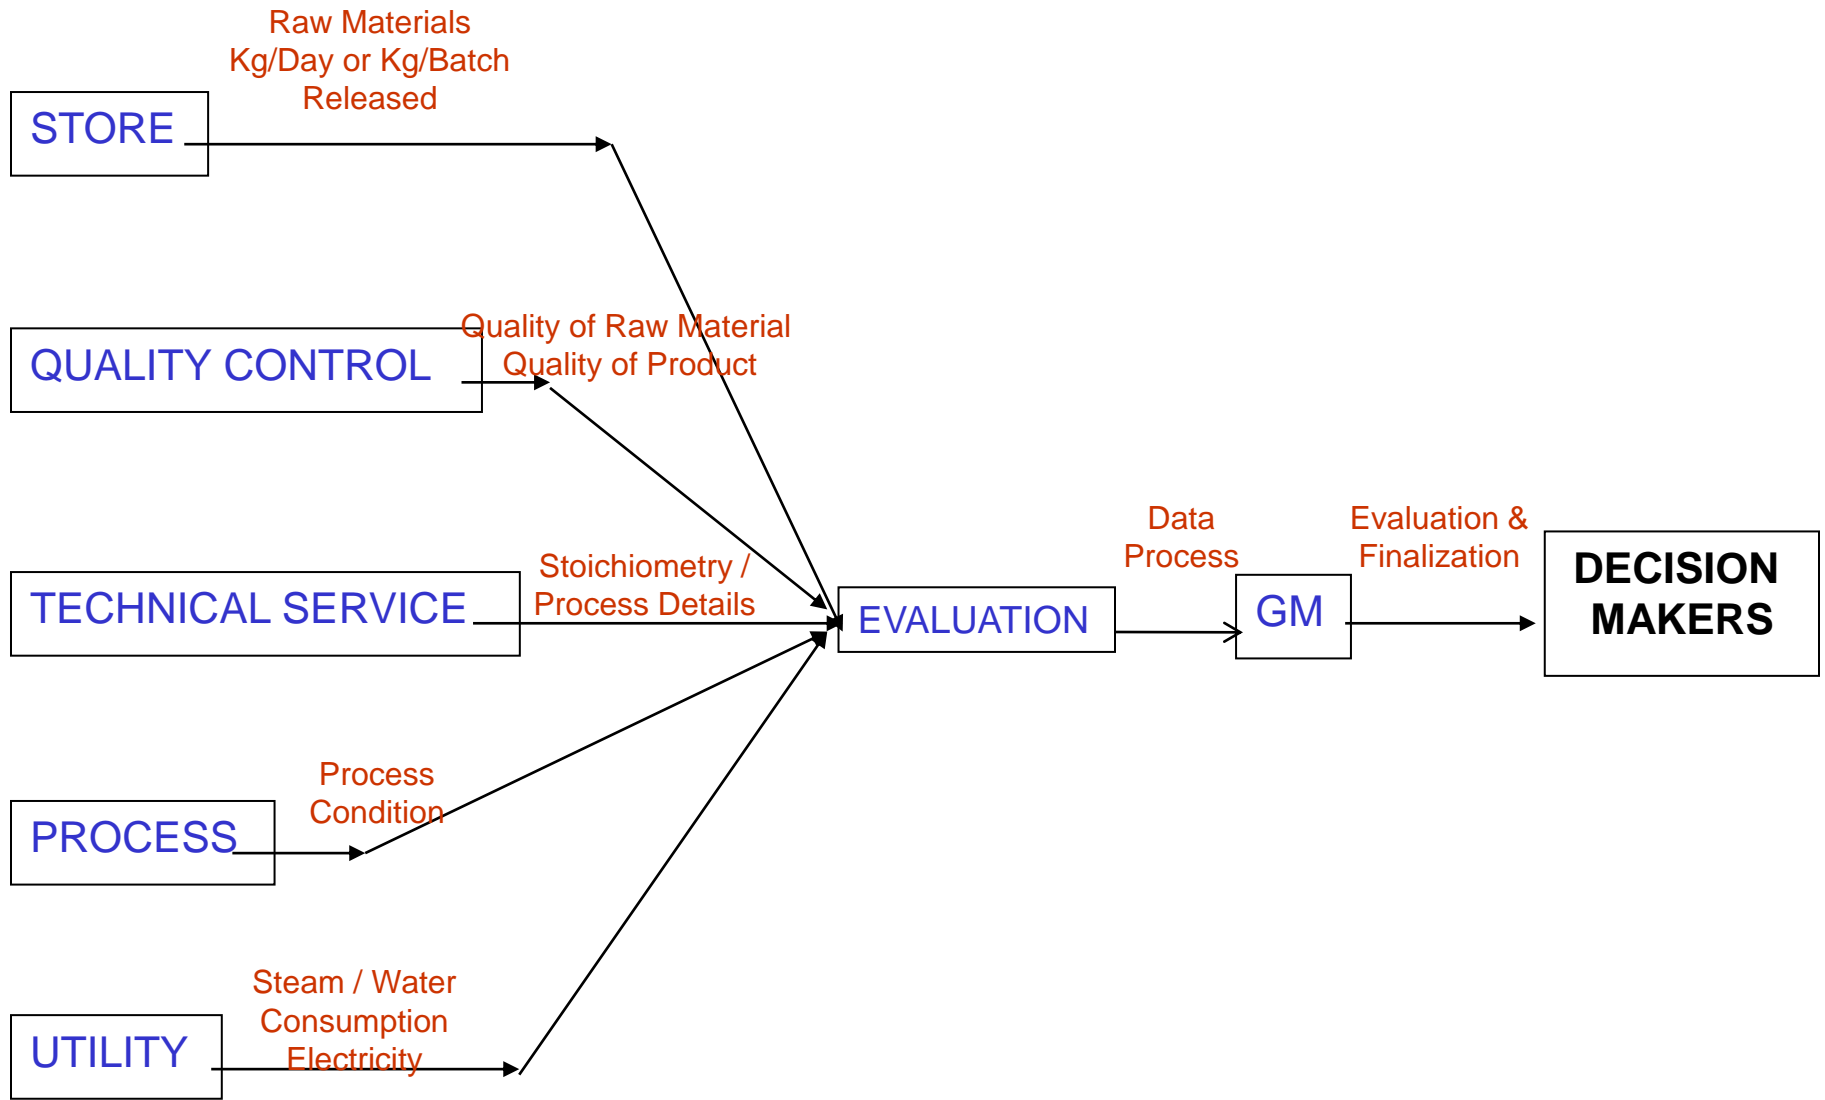 Raw Materials
Kg/Day or Kg/Batch
Released
STORE
Quality of Raw Material
Quality of Product
QUALITY CONTROL
Stoichiometry /
Process Details
TECHNICAL SERVICE
Process
Condition
PROCESS
Steam / Water
Consumption
Electricity
UTILITY
EVALUATION
Data
Process
GM
Evaluation &
Finalization
DECISION
MAKERS